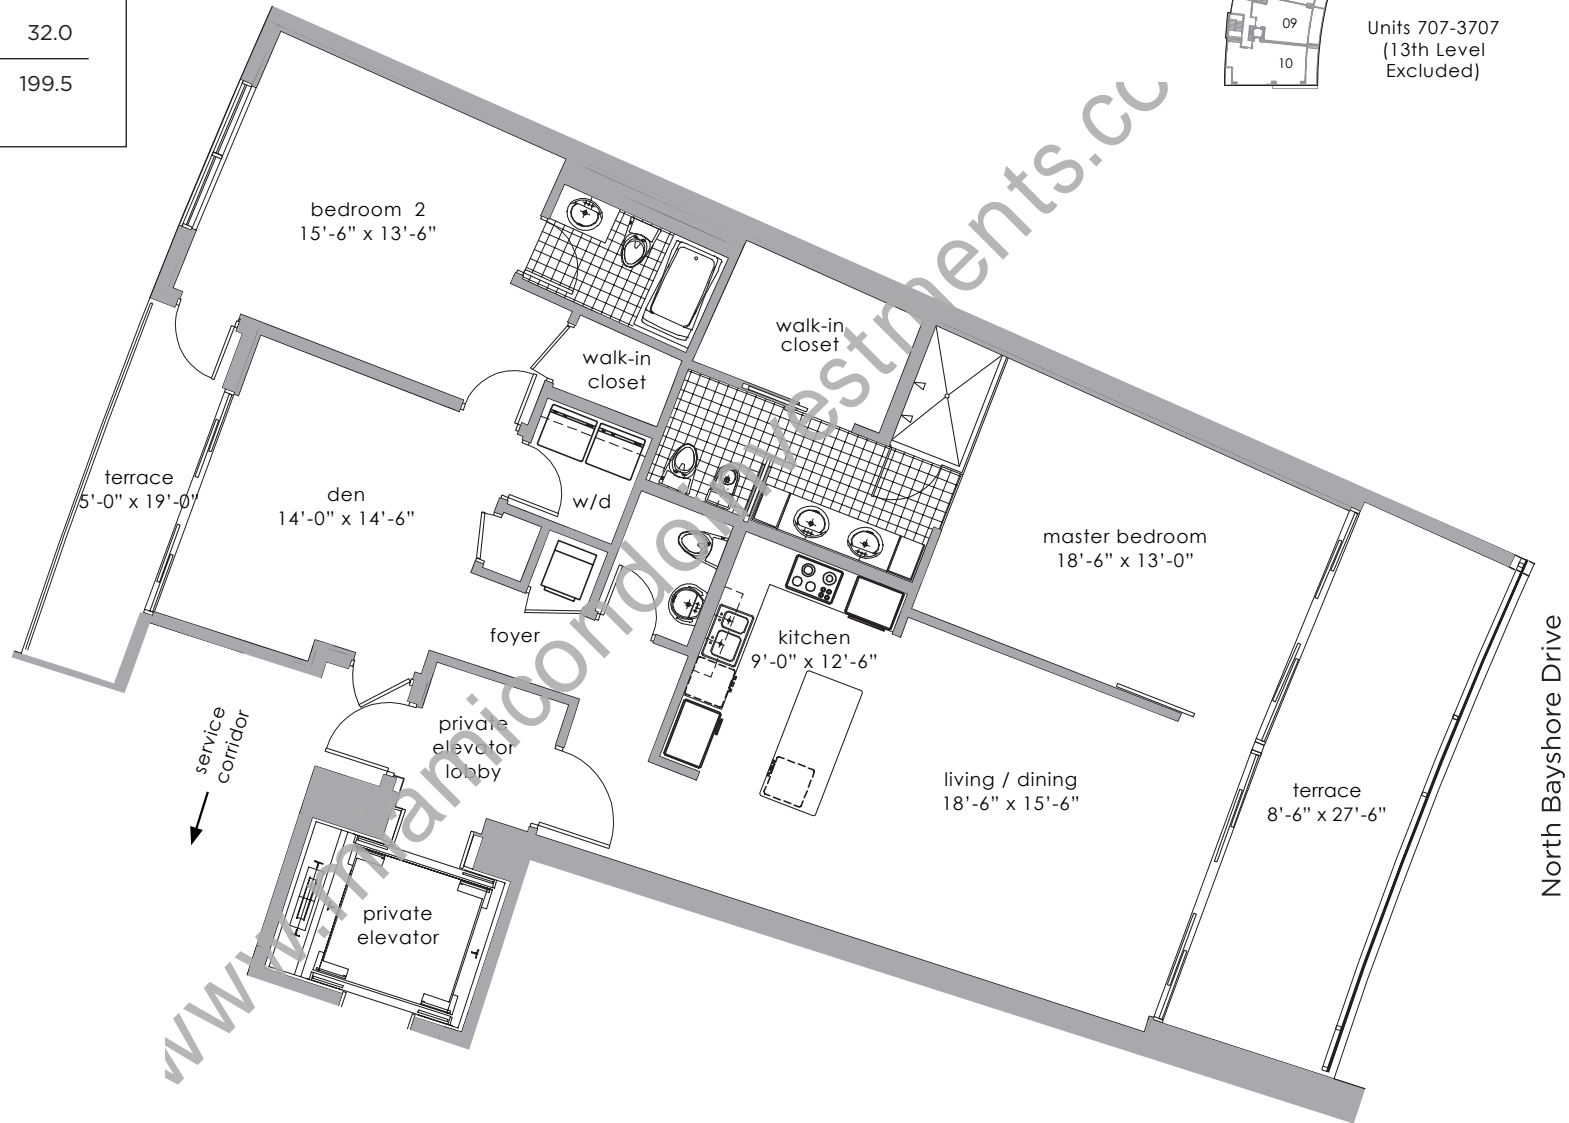 32.0
199.5
09
10
Units 707-3707
(13th Level
Excluded)
bedroom 2
15’-6” x 13’-6”
walk-in
closet
walk-in
closet
terrace
5’-0” x 19’-0”
den
14’-0” x 14’-6”
w/d
master bedroom
18’-6” x 13’-0”
foyer
kitchen
9’-0” x 12’-6”
service
corridor
private
elevator
lobby
living / dining
18’-6” x 15’-6”
terrace
8’-6” x 27’-6”
North Bayshore Drive
private
elevator
www.miamicondoinvestments.co